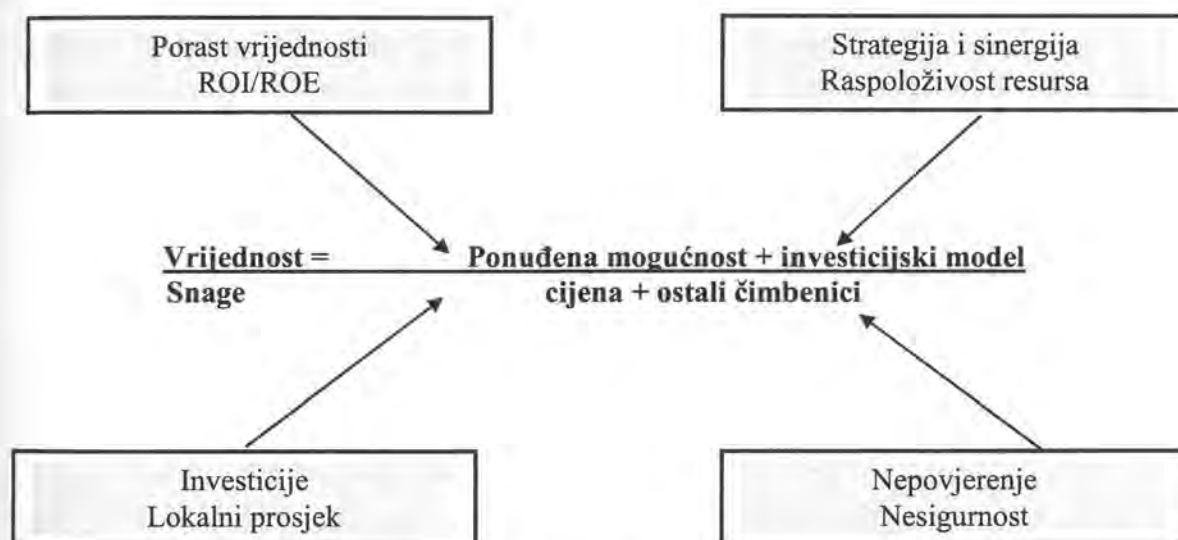 Porast vrijednosti
ROI/ROE
Strategija i sinergija
Raspoloživost resursa
Vrijednost = Ponuđena mogućnost + investicijski model
Snage cijena + ostali čimbenici
Investicije
Lokalni prosjek
Nepovjerenje
Nesigurnost